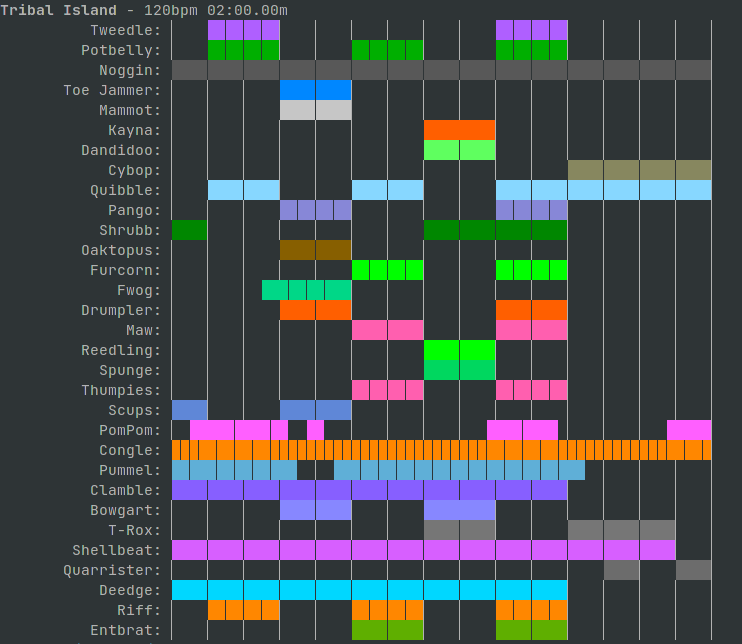 Tribal Island - 120bpm 02:00.00m
Tweedle:
Potbelly:
Noggin:
Toe Jammer:
Mammot:
Kayna:
Dandidoo:
Cybop:
Quibble:
Pango:
Shrubb:
Oaktopus:
Furcorn:
Fwog:
Drumpler:
Maw:
Reedling:
Spunge:
Thumpies:
Scups:
PomPom:
Congle:
Pummel:
Clamble:
Bowgart:
T-Rox:
Shellbeat:
Quarrister:
Deedge:
Riff:
Entbrat: